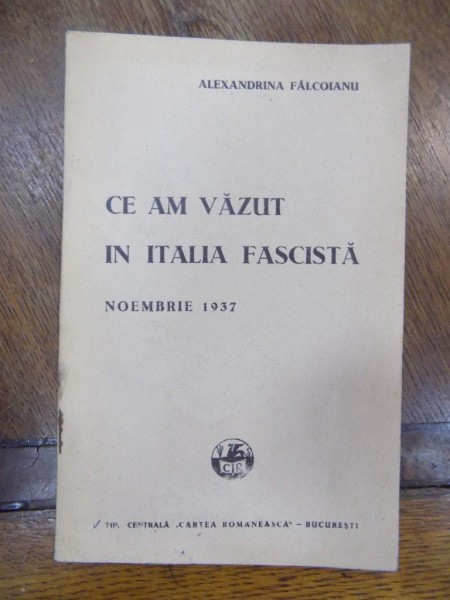 ALEXANDRINA FĂLCOIANU
CE AM VĂZUT
IN ITALIA FASCISTĂ
NOEMBRIE 1937
TIP. CENTRALĂ „CARTEA ROMANEASCĂ" – BUCUREŞTI